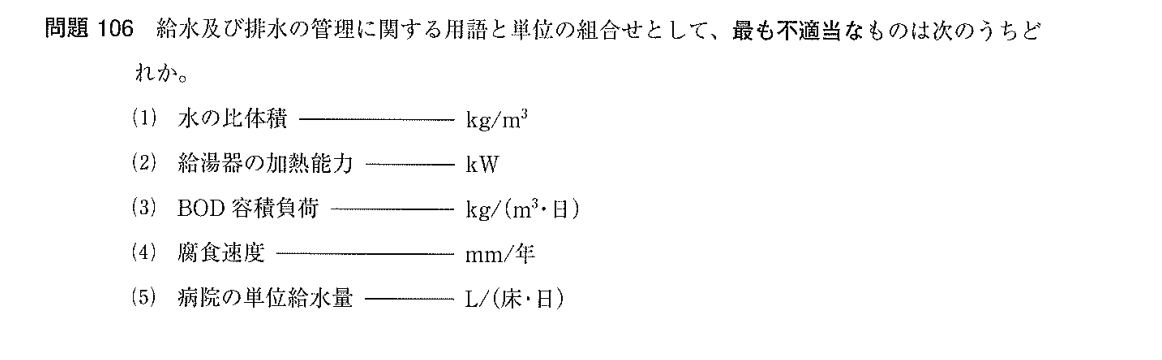 問題 106 給水及び排水の管理に関する用語と単位の組合せとして、最も不適当なものは次のうちど
れか。
(1) 水の比体積 ———— kg/m³
(2) 給湯器の加熱能力 ———— kW
(3) BOD 容積負荷 ———— kg/(m³・日)
(4) 腐食速度 ———— mm/年
(5) 病院の単位給水量 ———— L/(床・日)